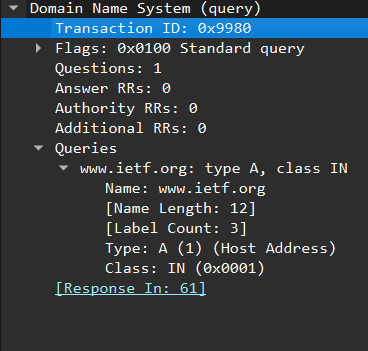 Domain Name System (query)
Transaction ID: 0x9980
Flags: 0x0100 Standard query
Questions: 1
Answer RRs: 0
Authority RRs: 0
Additional RRs: 0
Queries
www.ietf.org: type A, class IN
Name: www.ietf.org
[Name Length: 12]
[Label Count: 3]
Type: A (1) (Host Address)
Class: IN (0x0001)
[Response In: 61]